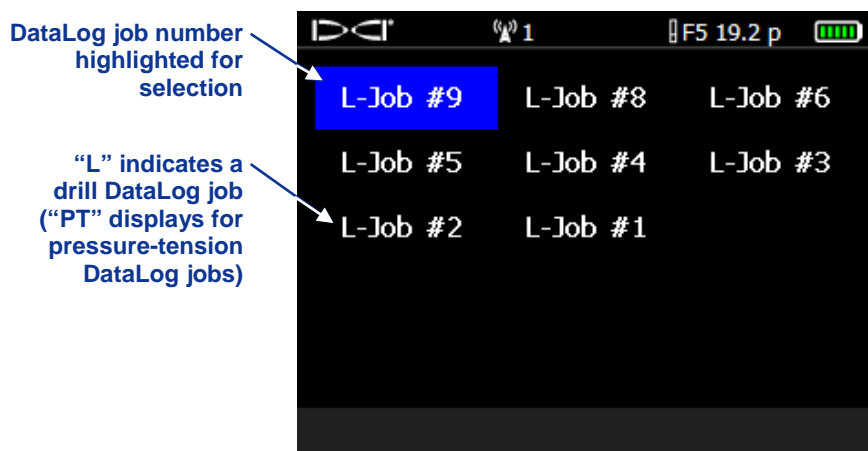 DataLog job number
highlighted for
selection
“L” indicates a
drill DataLog job
(“PT” displays for
pressure-tension
DataLog jobs)
DCI 1 F5 19.2 p
L-Job #9 L-Job #8 L-Job #6
L-Job #5 L-Job #4 L-Job #3
L-Job #2 L-Job #1